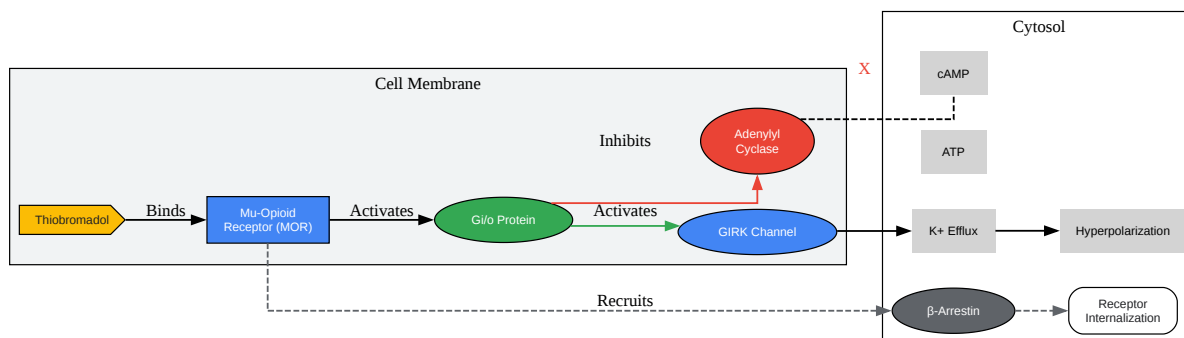 Cytosol
X
cAMP
Cell Membrane
Inhibits
Adenylyl
Cyclase
ATP
Thiobromadol
Binds
Mu-Opioid
Receptor (MOR)
Activates
Gi/o Protein
Activates
GIRK Channel
K+ Efflux
Hyperpolarization
Recruits
β-Arrestin
Receptor
Internalization